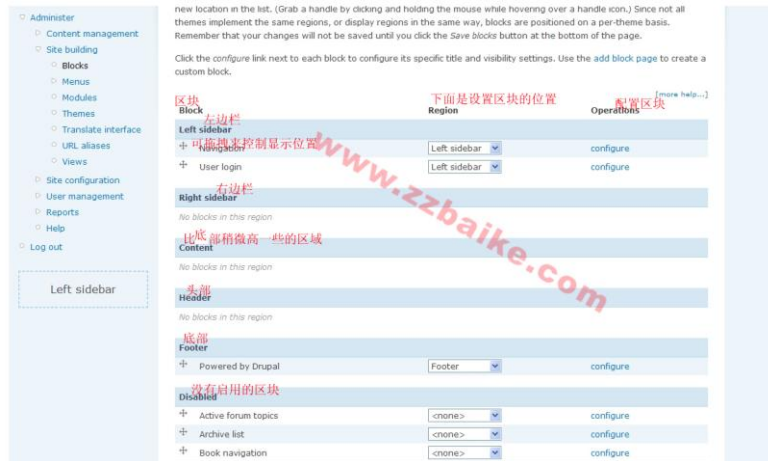 Administer
Content management
Site building
Blocks
Menus
Modules
Themes
Translate interface
URL aliases
Views
Site configuration
User management
Reports
Help
Log out
Left sidebar
new location in the list. (Grab a handle by clicking and holding the mouse while hovering over a handle icon.) Since not all
themes implement the same regions, or display regions in the same way, blocks are positioned on a per-theme basis.
Remember that your changes will not be saved until you click the Save blocks button at the bottom of the page.
Click the configure link next to each block to configure its specific title and visibility settings. Use the add block page to create a
custom block.
[more help...]
区块 下面是设置区块的位置 配置区块
Block Region Operations
左边栏
Left sidebar
可拖拽来控制显示位置
Navigation Left sidebar configure
User login Left sidebar configure
右边栏
Right sidebar
No blocks in this region
比底部稍微高一些的区域
Content
No blocks in this region
头部
Header
No blocks in this region
底部
Footer
Powered by Drupal Footer configure
没有启用的区块
Disabled
Active forum topics <none> configure
Archive list <none> configure
Book navigation <none> configure
www.zzbaike.com